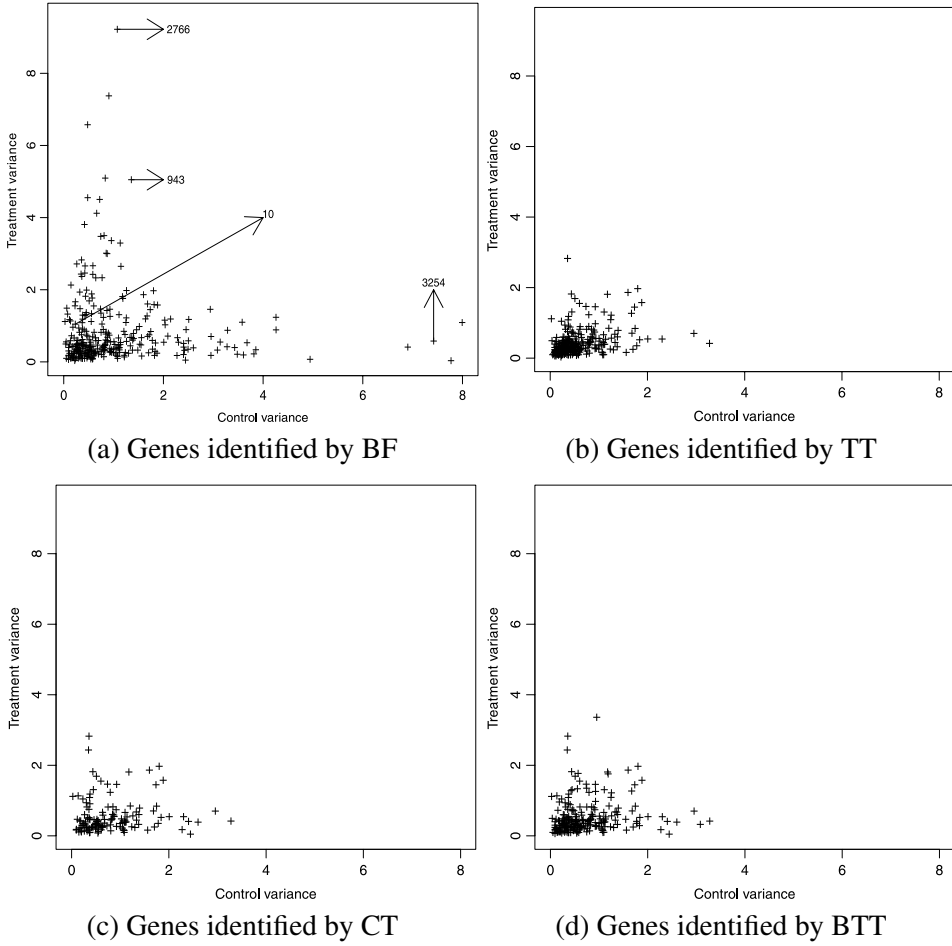 2766
943
10
3254
Treatment variance
0 2 4 6 8
0 2 4 6 8
Control variance
(a) Genes identified by BF
Treatment variance
0 2 4 6 8
0 2 4 6 8
Control variance
(b) Genes identified by TT
Treatment variance
0 2 4 6 8
0 2 4 6 8
Control variance
(c) Genes identified by CT
Treatment variance
0 2 4 6 8
0 2 4 6 8
Control variance
(d) Genes identified by BTT